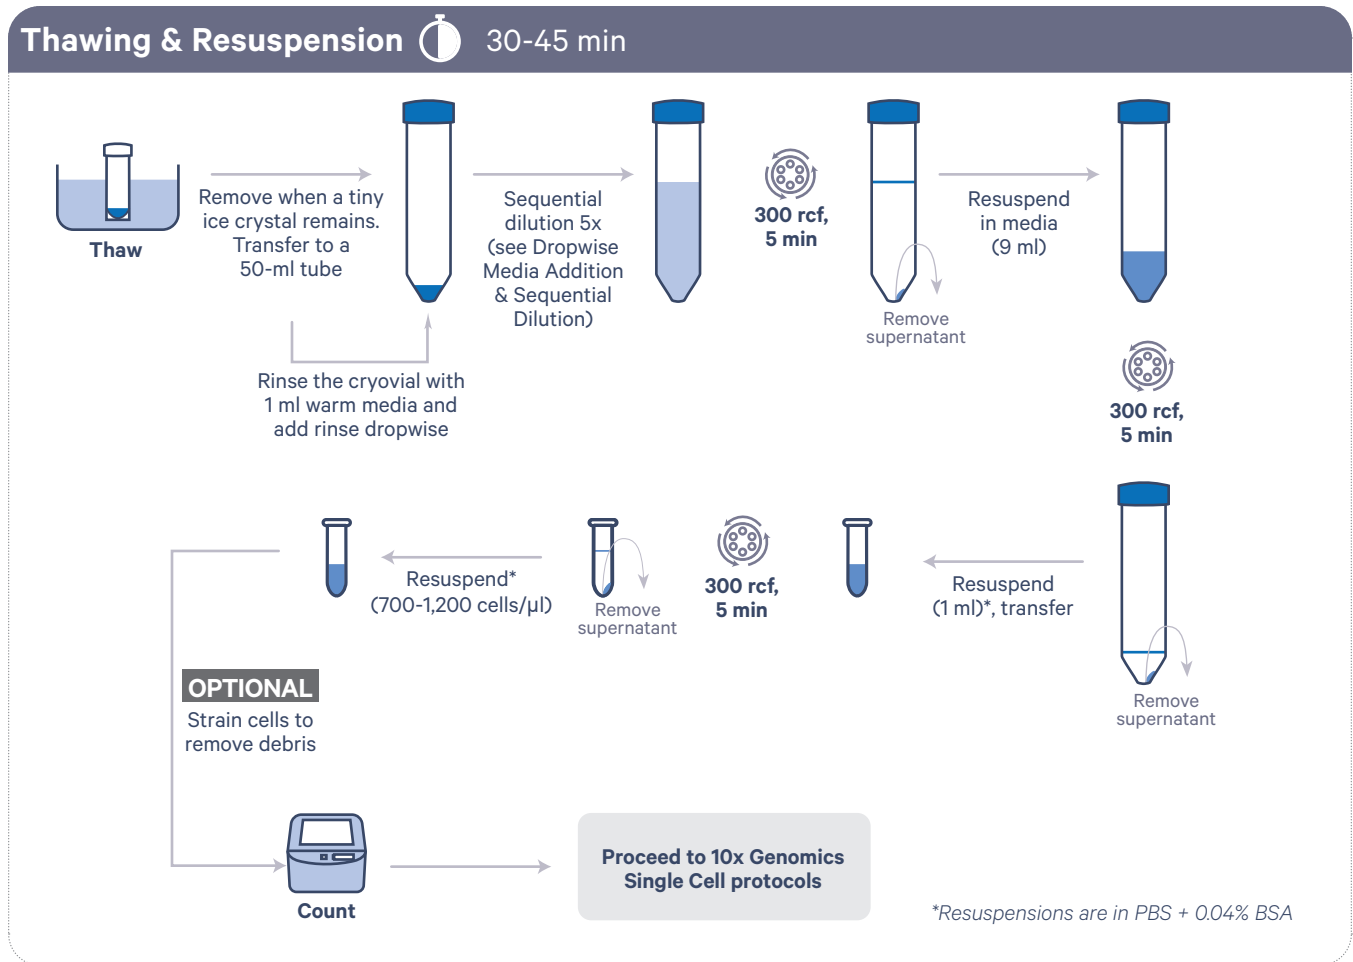 Thawing & Resuspension 30-45 min
Thaw
Remove when a tiny
ice crystal remains.
Transfer to a
50-ml tube
Rinse the cryovial with
1 ml warm media and
add rinse dropwise
Sequential
dilution 5x
(see Dropwise
Media Addition
& Sequential
Dilution)
300 rcf,
5 min
Remove
supernatant
Resuspend
in media
(9 ml)
300 rcf,
5 min
Remove
supernatant
Resuspend
(1 ml)*, transfer
300 rcf,
5 min
Remove
supernatant
Resuspend*
(700-1,200 cells/µl)
OPTIONAL
Strain cells to
remove debris
Count
Proceed to 10x Genomics
Single Cell protocols
*Resuspensions are in PBS + 0.04% BSA